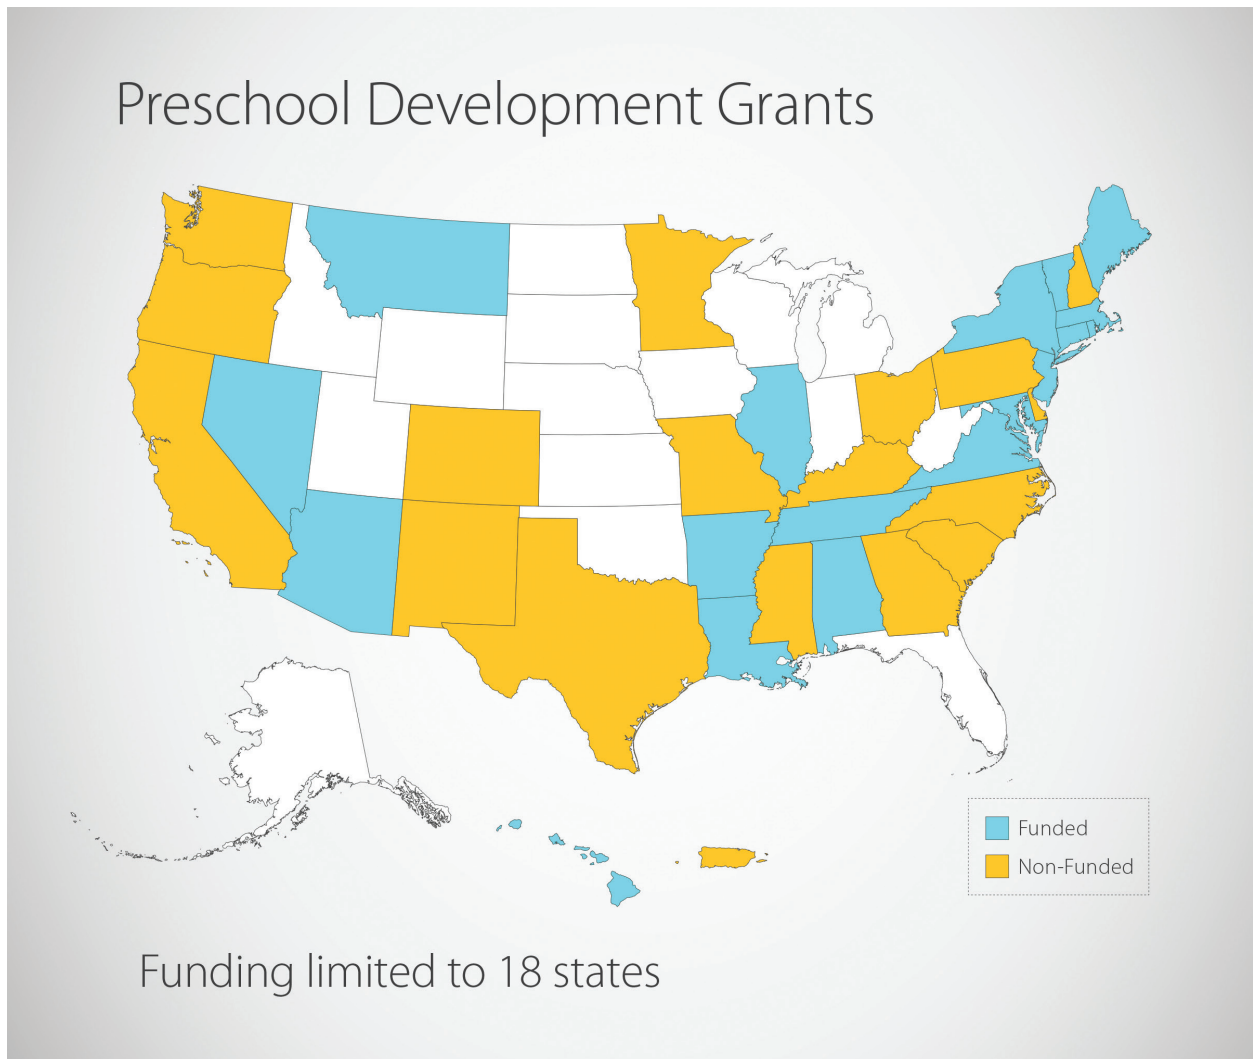 Preschool Development Grants
Funded
Non-Funded
Funding limited to 18 states